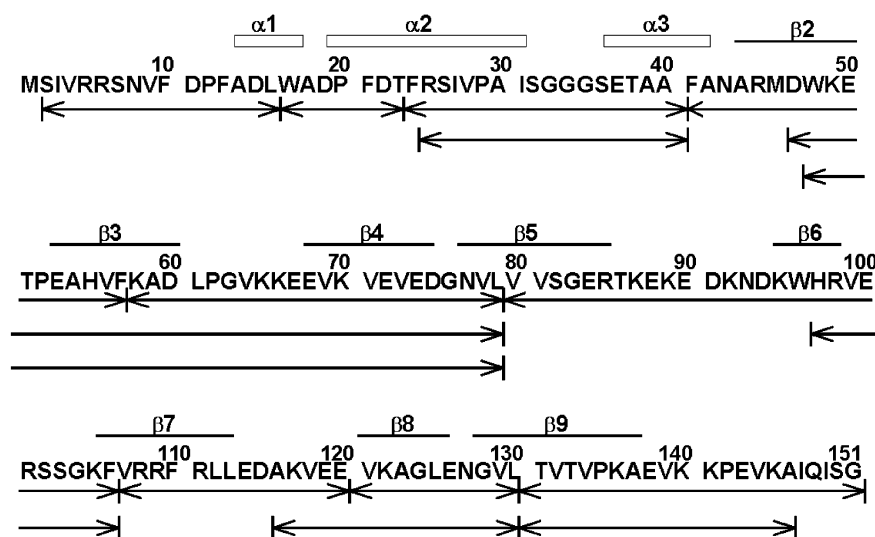 α1 α2 α3 β2
10 20 30 40 50
MSIVRRSNVF DPFADLWADP FDTFRSIVPA ISGGGSETAA FANARMDWKE
β3 β4 β5 β6
60 70 80 90 100
TPEAHVFKAD LPGVKKEEVK VEVEDGNVLV VSGERTKEKE DKNDKWHRVE
β7 β8 β9
110 120 130 140 151
RSSGKFVRRF RLLEDAKVEE VKAGLENGVL TVTVPKAEVK KPEVKAIQISG